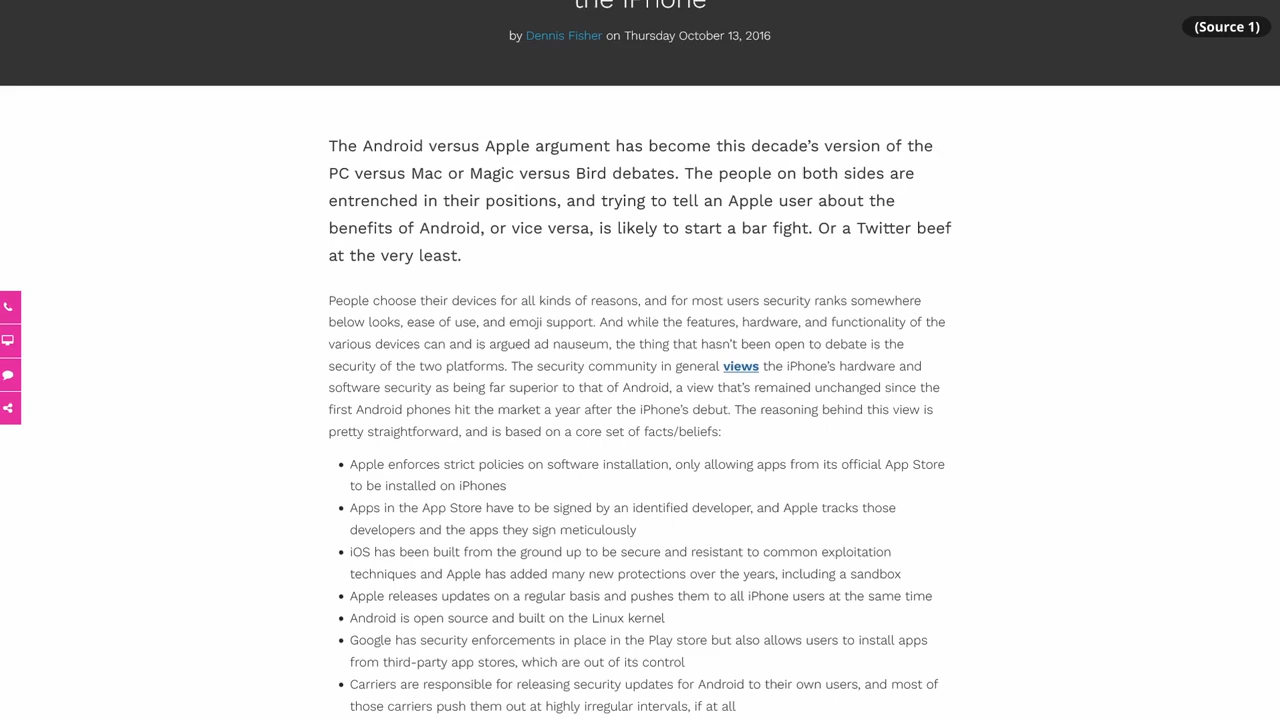 the iPhone
by Dennis Fisher on Thursday October 13, 2016
(Source 1)
The Android versus Apple argument has become this decade’s version of the
PC versus Mac or Magic versus Bird debates. The people on both sides are
entrenched in their positions, and trying to tell an Apple user about the
benefits of Android, or vice versa, is likely to start a bar fight. Or a Twitter beef
at the very least.
People choose their devices for all kinds of reasons, and for most users security ranks somewhere
below looks, ease of use, and emoji support. And while the features, hardware, and functionality of the
various devices can and is argued ad nauseum, the thing that hasn’t been open to debate is the
security of the two platforms. The security community in general views the iPhone’s hardware and
software security as being far superior to that of Android, a view that’s remained unchanged since the
first Android phones hit the market a year after the iPhone’s debut. The reasoning behind this view is
pretty straightforward, and is based on a core set of facts/beliefs:
• Apple enforces strict policies on software installation, only allowing apps from its official App Store
to be installed on iPhones
• Apps in the App Store have to be signed by an identified developer, and Apple tracks those
developers and the apps they sign meticulously
• iOS has been built from the ground up to be secure and resistant to common exploitation
techniques and Apple has added many new protections over the years, including a sandbox
• Apple releases updates on a regular basis and pushes them to all iPhone users at the same time
• Android is open source and built on the Linux kernel
• Google has security enforcements in place in the Play store but also allows users to install apps
from third-party app stores, which are out of its control
• Carriers are responsible for releasing security updates for Android to their own users, and most of
those carriers push them out at highly irregular intervals, if at all